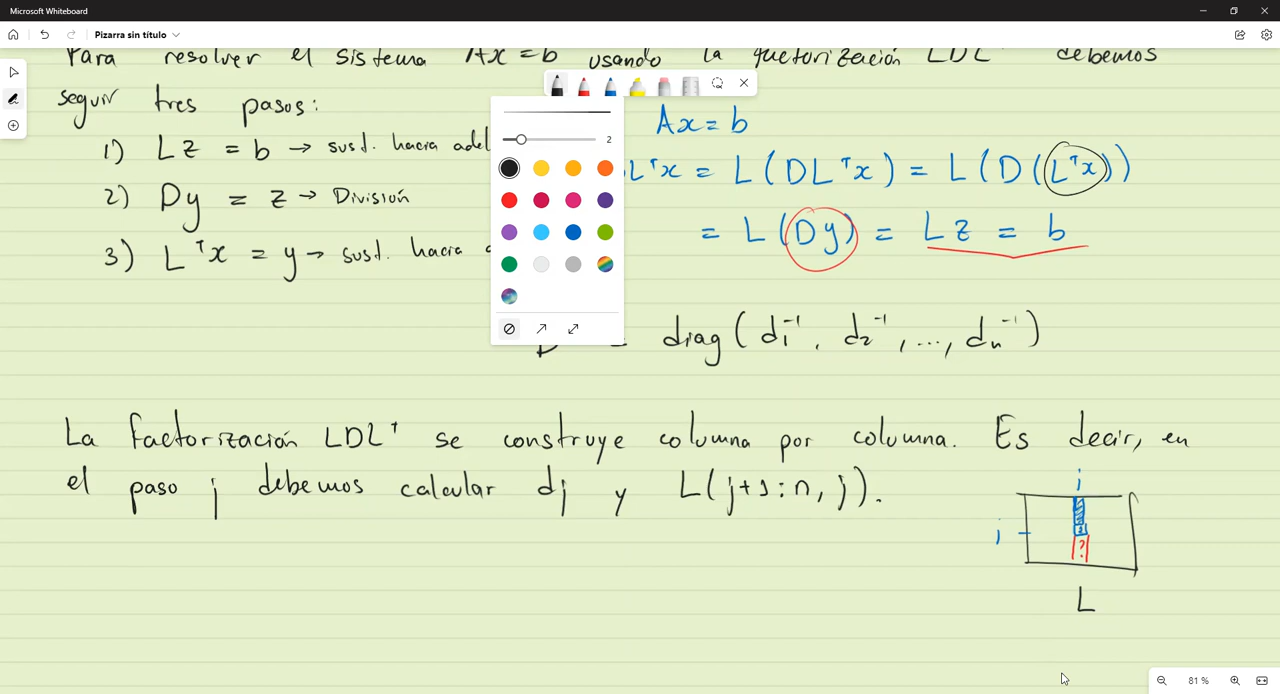 Microsoft Whiteboard
Pizarra sin título
Para resolver el sistema Ax = b usando la factorización LDL debemos
seguir tres pasos:
1) Lz = b → sust. hacia adel
2) Dy = z → División
3) Lᵀx = y → sust. hacia
2
Ax = b
Lᵀx = L(DLᵀx) = L(D(Lᵀx))
= L(Dy) = Lz = b
= diag(d₁⁻¹, d₂⁻¹, ..., dₙ⁻¹)
La factorización LDLᵀ se construye columna por columna. Es decir, en
el paso j debemos calcular dj y L(j+1:n, j).
j
j
1
?
L
81 %